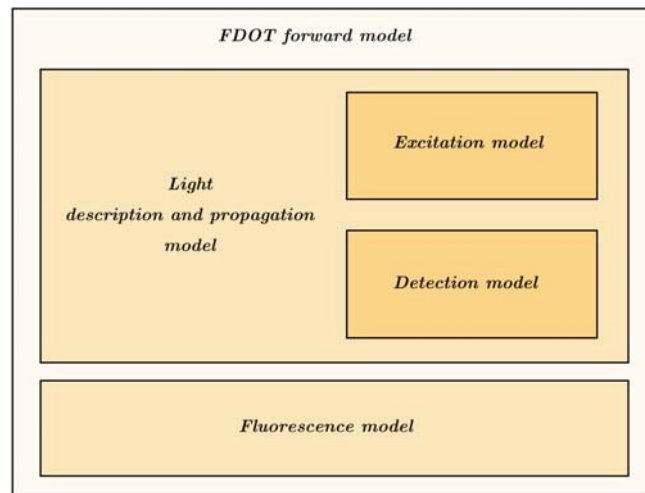 FDOT forward model
Light
description and propagation
model
Excitation model
Detection model
Fluorescence model